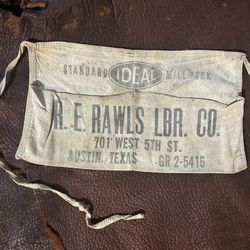 STANDARD IDEAL MILLWORK
R. E. RAWLS LBR. CO.
701 WEST 5TH ST.
AUSTIN, TEXAS GR 2-5416